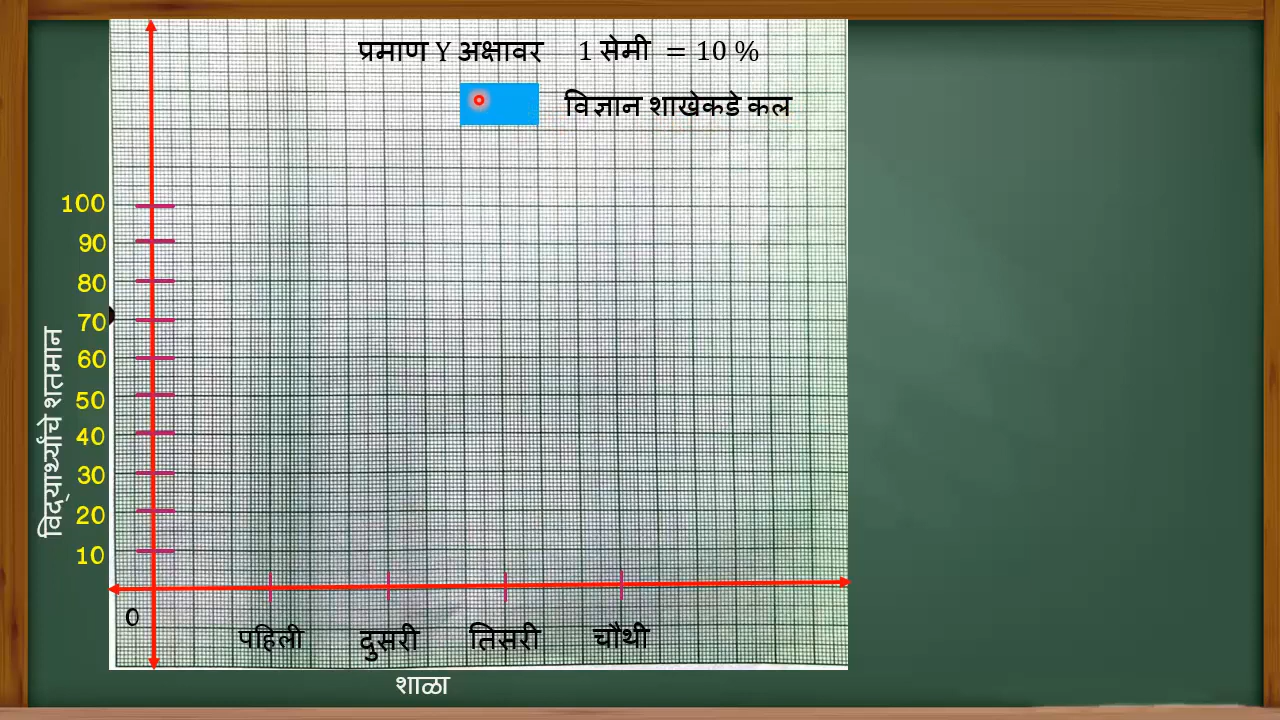 प्रमाण Y अक्षावर 1 सेमी = 10 %
विज्ञान शाखेकडे कल
100
90
80
70
60
50
40
30
20
10
0
विद्यार्थ्यांचे शतमान
पहिली दुसरी तिसरी चौथी
शाळा